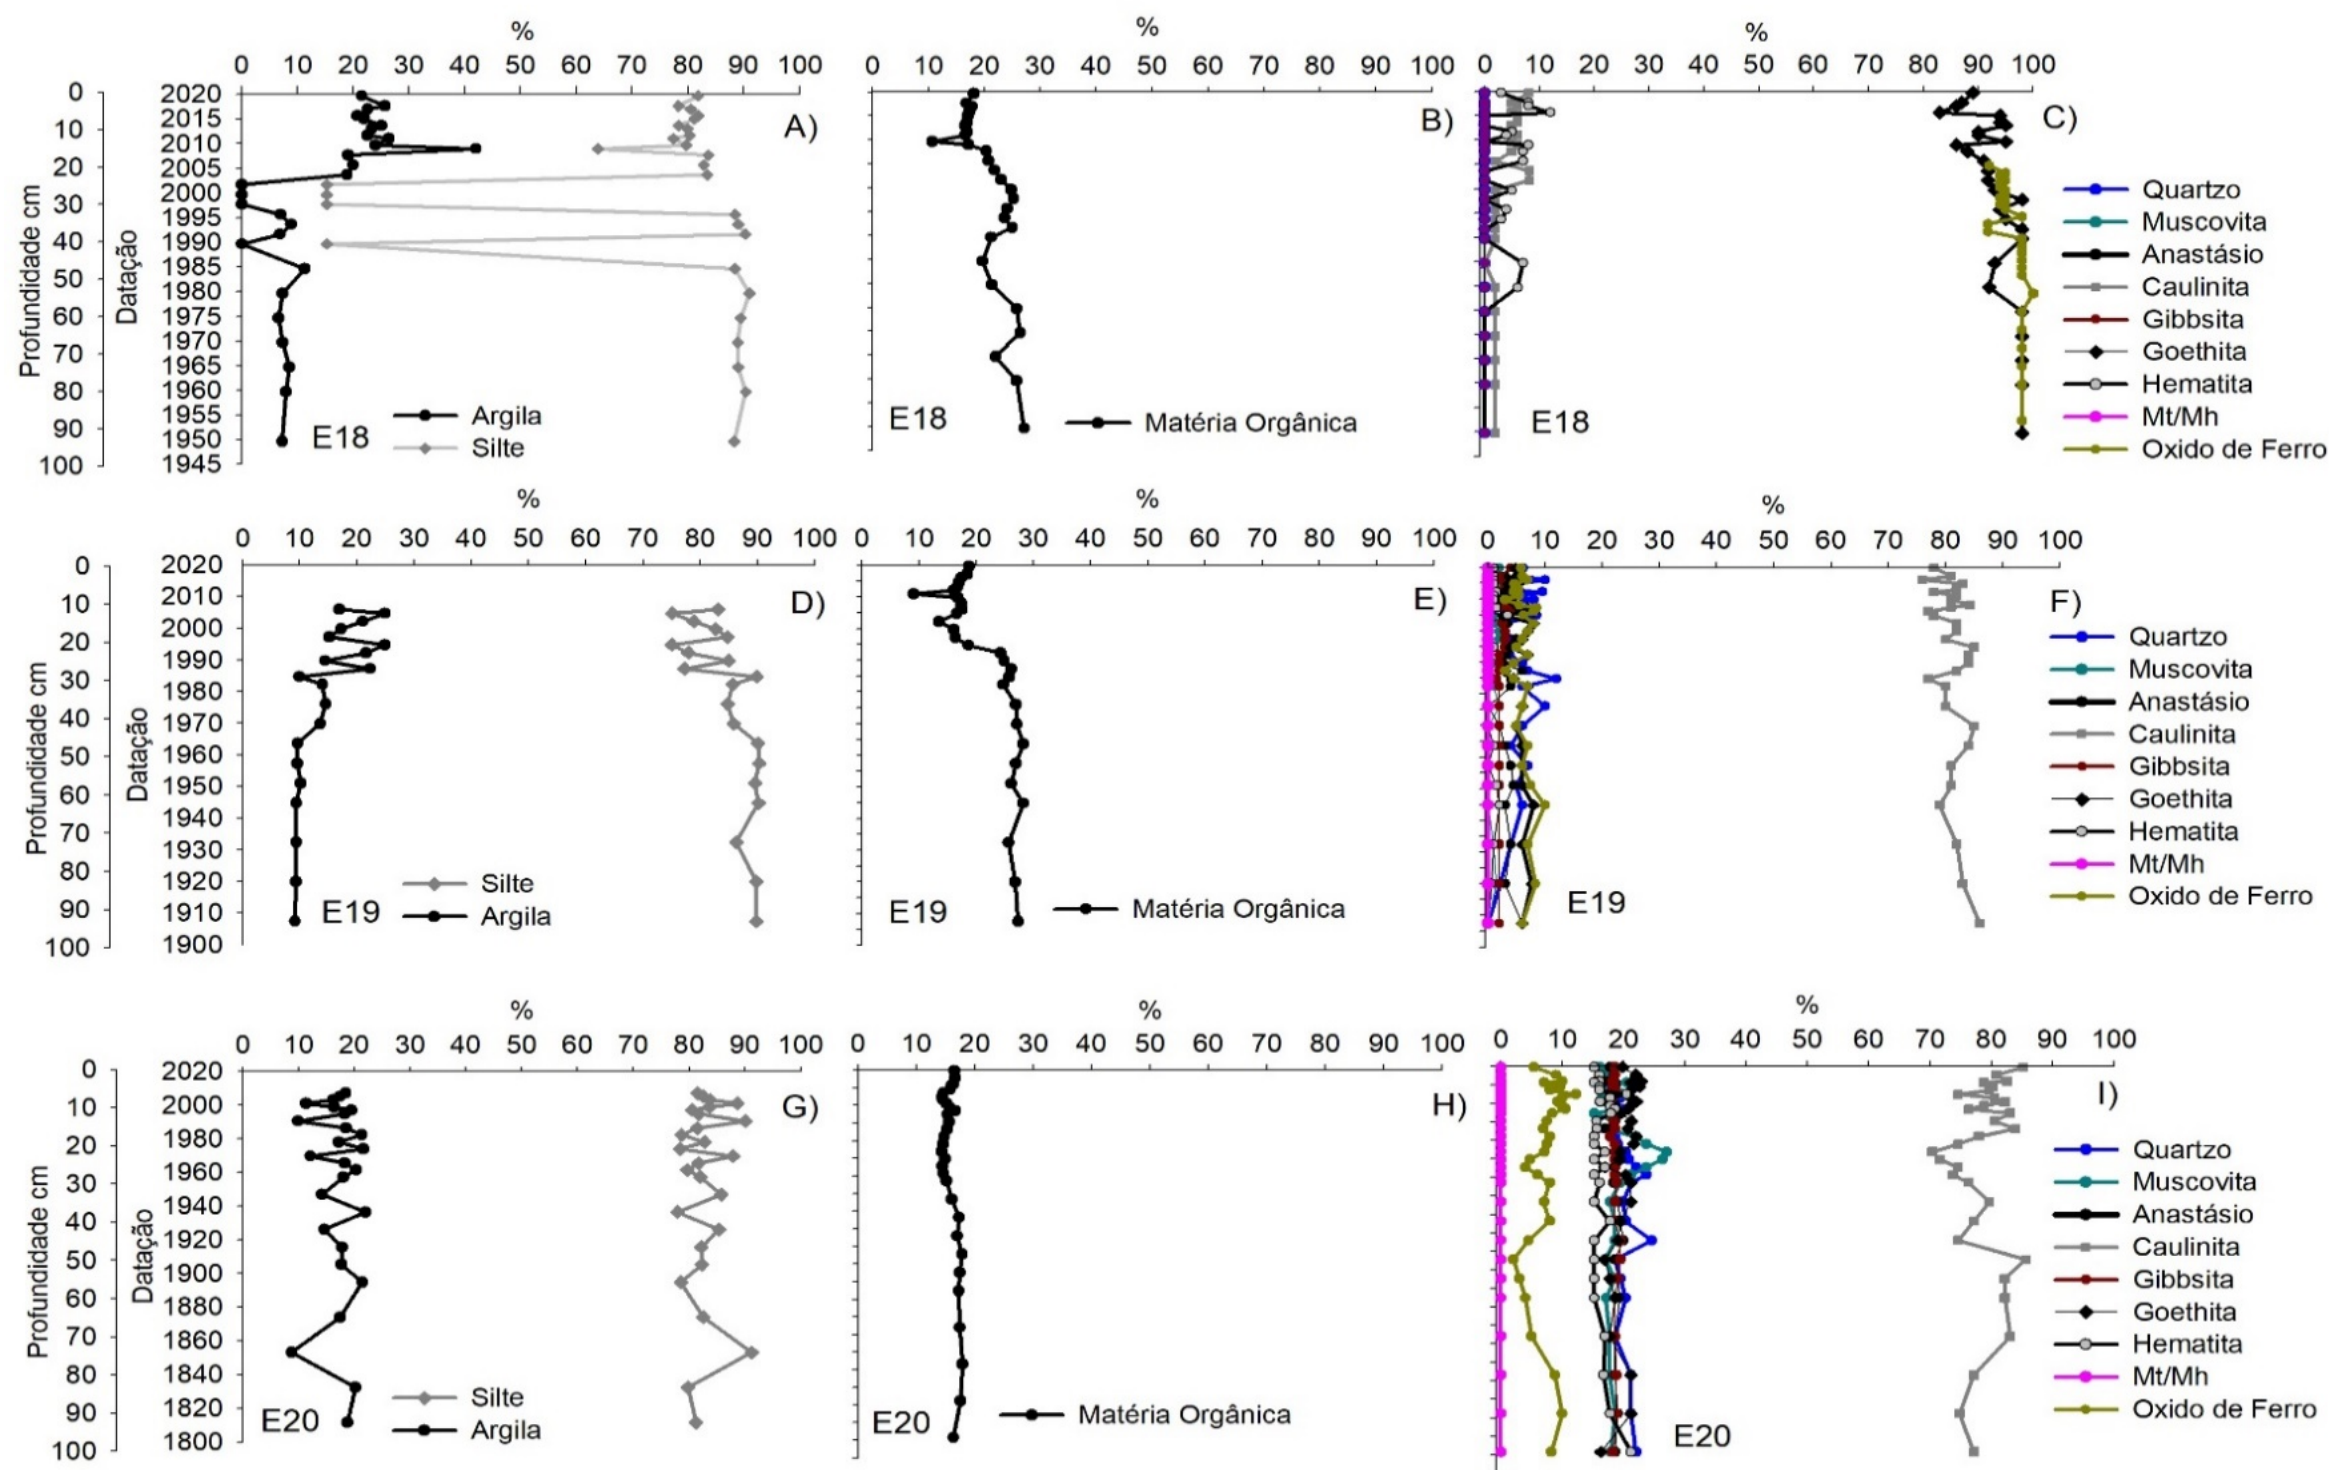 % % %
0 10 20 30 40 50 60 70 80 90 100 0 10 20 30 40 50 60 70 80 90 100 0 10 20 30 40 50 60 70 80 90 100
Profundidade cm
0
10
20
30
40
50
60
70
80
90
100
Datação
2020
2015
2010
2005
2000
1995
1990
1985
1980
1975
1970
1965
1960
1955
1950
1945
A)
E18
Argila
Silte
B)
E18
Matéria Orgânica
C)
E18
Quartzo
Muscovita
Anastásio
Caulinita
Gibbsita
Goethita
Hematita
Mt/Mh
Oxido de Ferro
% % %
0 10 20 30 40 50 60 70 80 90 100 0 10 20 30 40 50 60 70 80 90 100 0 10 20 30 40 50 60 70 80 90 100
Profundidade cm
0
10
20
30
40
50
60
70
80
90
100
Datação
2020
2010
2000
1990
1980
1970
1960
1950
1940
1930
1920
1910
1900
D)
E19
Silte
Argila
E)
E19
Matéria Orgânica
F)
E19
Quartzo
Muscovita
Anastásio
Caulinita
Gibbsita
Goethita
Hematita
Mt/Mh
Oxido de Ferro
% % %
0 10 20 30 40 50 60 70 80 90 100 0 10 20 30 40 50 60 70 80 90 100 0 10 20 30 40 50 60 70 80 90 100
Profundidade cm
0
10
20
30
40
50
60
70
80
90
100
Datação
2020
2000
1980
1960
1940
1920
1900
1880
1860
1840
1820
1800
G)
E20
Silte
Argila
H)
E20
Matéria Orgânica
I)
E20
Quartzo
Muscovita
Anastásio
Caulinita
Gibbsita
Goethita
Hematita
Mt/Mh
Oxido de Ferro